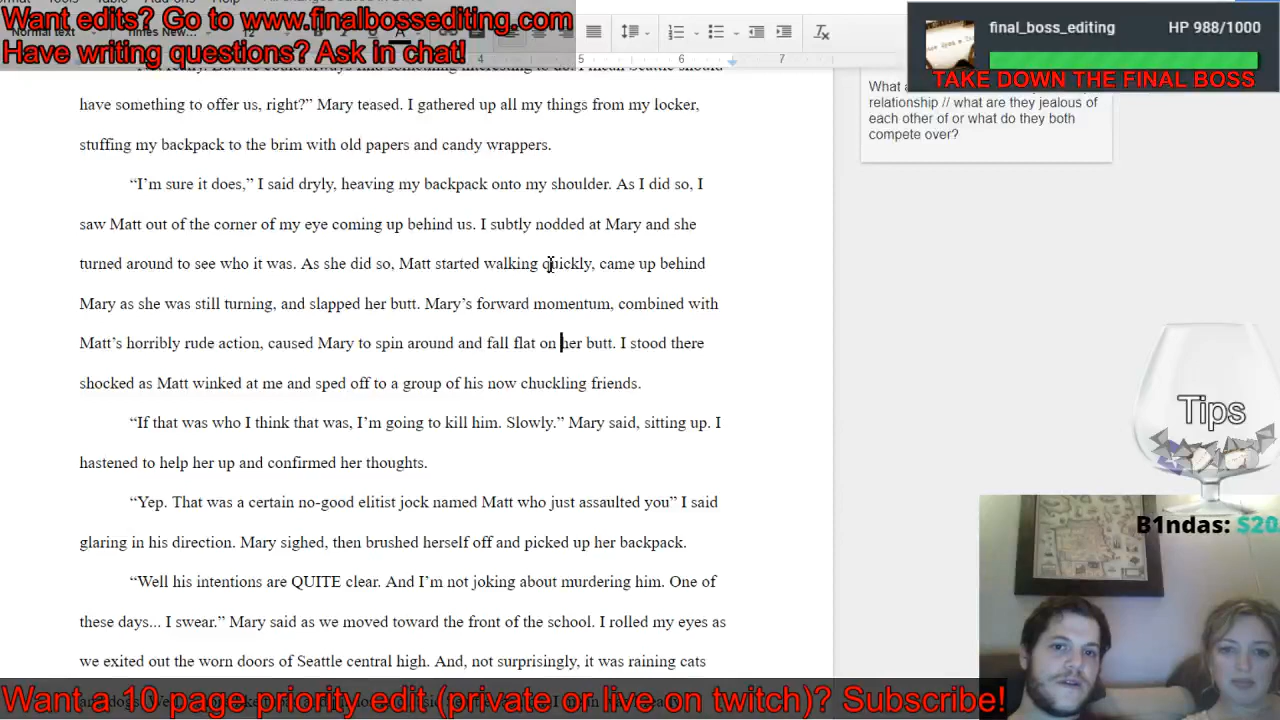 Want edits? Go to www.finalbossediting.com
Have writing questions? Ask in chat!
final_boss_editing HP 988/1000
TAKE DOWN THE FINAL BOSS
relationship // what are they jealous of
each other of or what do they both
compete over?
4 5 6 7
have something to offer us, right?” Mary teased. I gathered up all my things from my locker,
stuffing my backpack to the brim with old papers and candy wrappers.
“I’m sure it does,” I said dryly, heaving my backpack onto my shoulder. As I did so, I
saw Matt out of the corner of my eye coming up behind us. I subtly nodded at Mary and she
turned around to see who it was. As she did so, Matt started walking quickly, came up behind
Mary as she was still turning, and slapped her butt. Mary’s forward momentum, combined with
Matt’s horribly rude action, caused Mary to spin around and fall flat on her butt. I stood there
shocked as Matt winked at me and sped off to a group of his now chuckling friends.
“If that was who I think that was, I’m going to kill him. Slowly.” Mary said, sitting up. I
hastened to help her up and confirmed her thoughts.
“Yep. That was a certain no-good elitist jock named Matt who just assaulted you” I said
glaring in his direction. Mary sighed, then brushed herself off and picked up her backpack.
“Well his intentions are QUITE clear. And I’m not joking about murdering him. One of
these days... I swear.” Mary said as we moved toward the front of the school. I rolled my eyes as
we exited out the worn doors of Seattle central high. And, not surprisingly, it was raining cats
Tips
B1ndas: $20
Want a 10 page priority edit (private or live on twitch)? Subscribe!